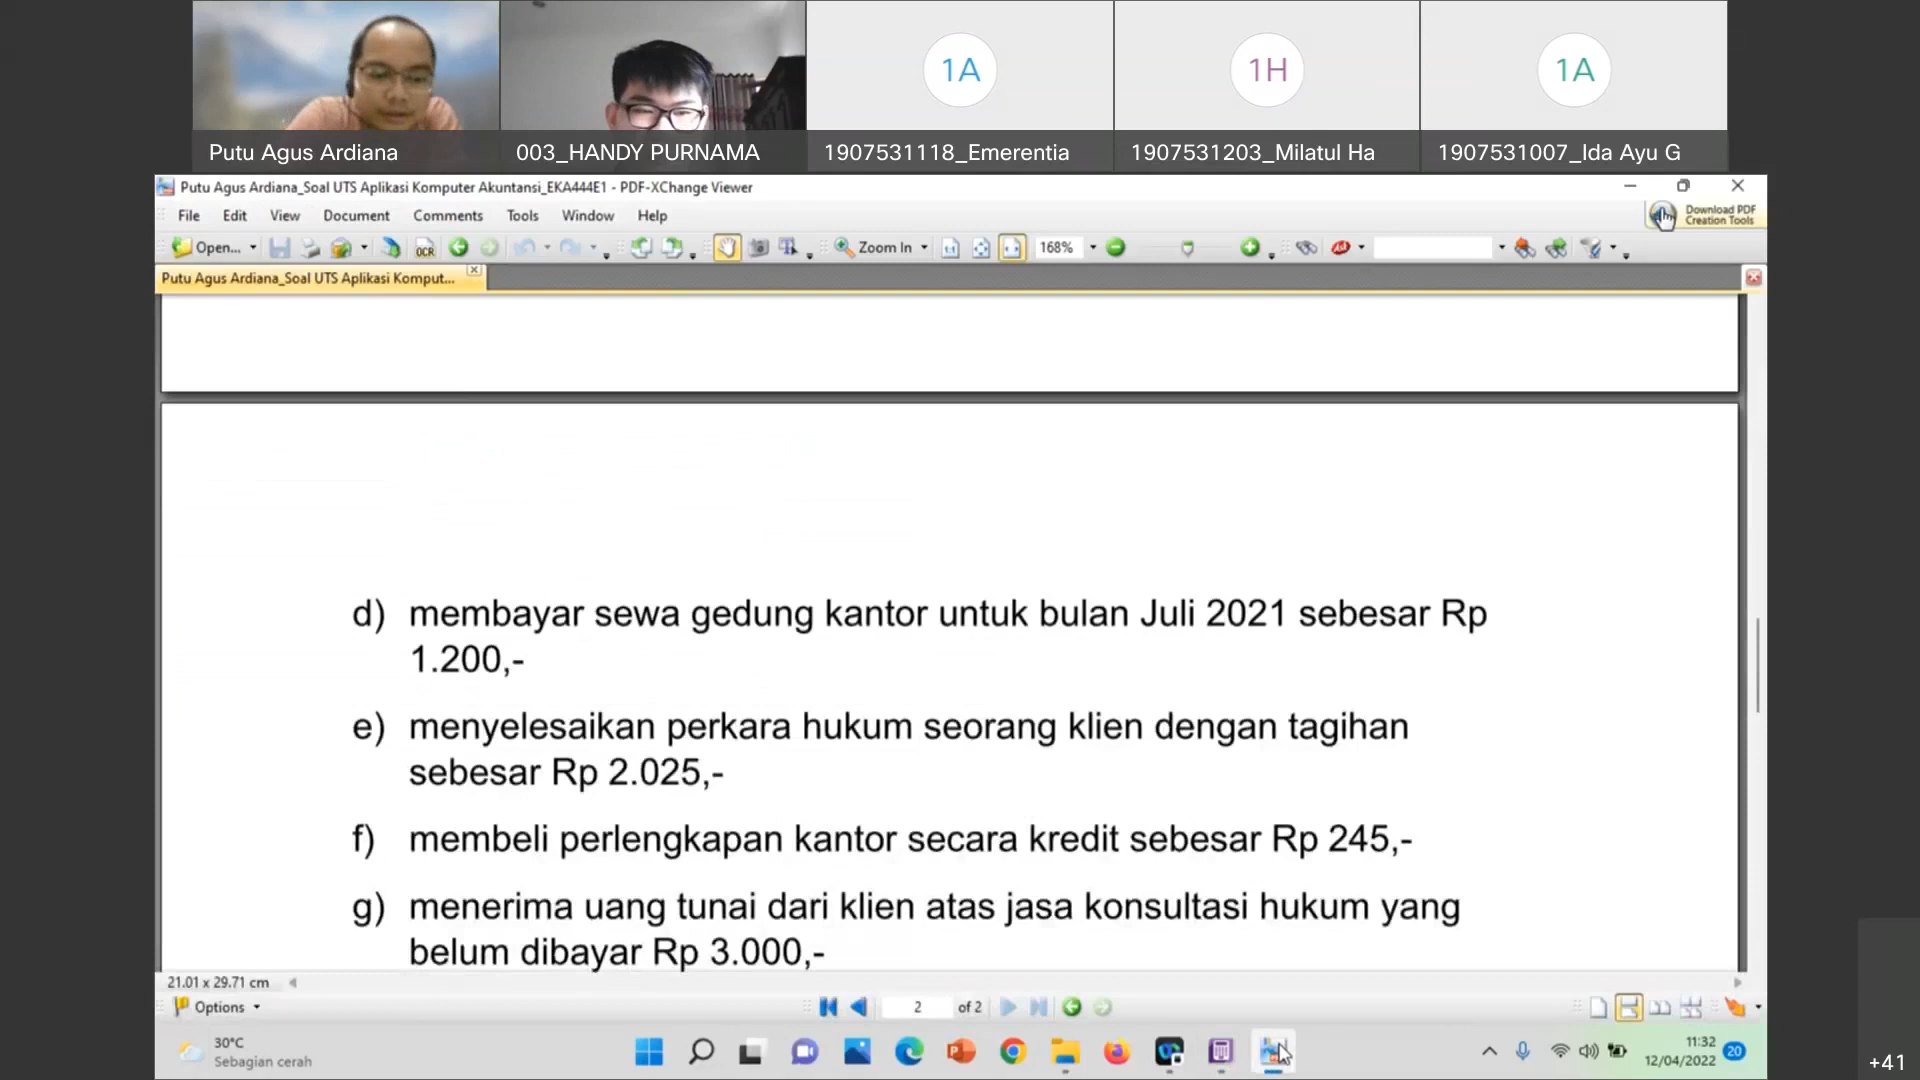 1A
1H
1A
Putu Agus Ardiana
003_HANDY PURNAMA
1907531118_Emerentia
1907531203_Milatul Ha
1907531007_Ida Ayu G
Putu Agus Ardiana_Soal UTS Aplikasi Komputer Akuntansi_EKA444E1 - PDF-XChange Viewer
File Edit View Document Comments Tools Window Help
Download PDF
Creation Tools
Open...
OCR
Zoom In
168%
Putu Agus Ardiana_Soal UTS Aplikasi Komput...
d) membayar sewa gedung kantor untuk bulan Juli 2021 sebesar Rp
1.200,-
e) menyelesaikan perkara hukum seorang klien dengan tagihan
sebesar Rp 2.025,-
f) membeli perlengkapan kantor secara kredit sebesar Rp 245,-
g) menerima uang tunai dari klien atas jasa konsultasi hukum yang
belum dibayar Rp 3.000,-
21.01 x 29.71 cm
Options
2 of 2
30°C
Sebagian cerah
11:32
12/04/2022
20
+41